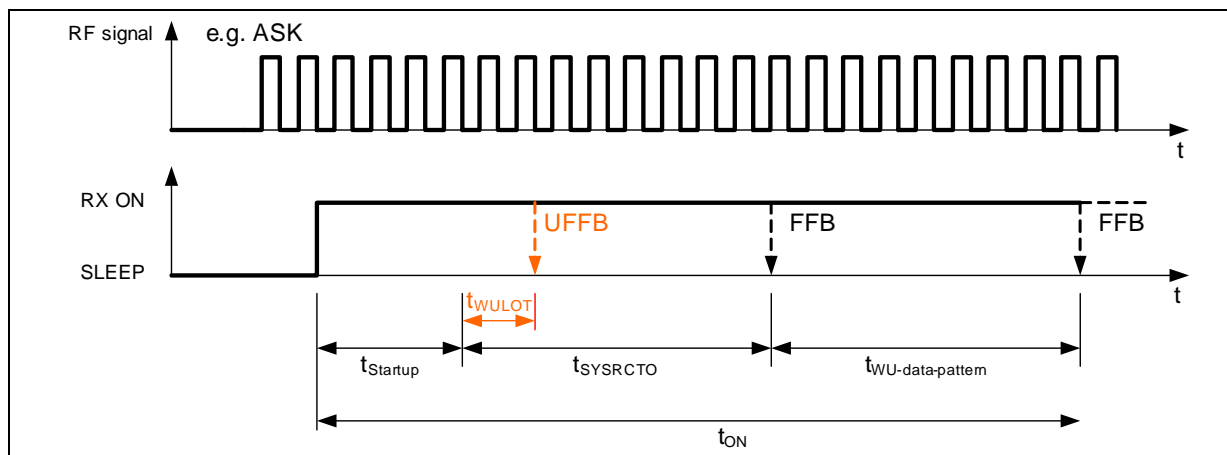 RF signal
e.g. ASK
t
RX ON
UFFB
FFB
FFB
SLEEP
t
tWULOT
tStartup
tSYSRCTO
tWU-data-pattern
tON